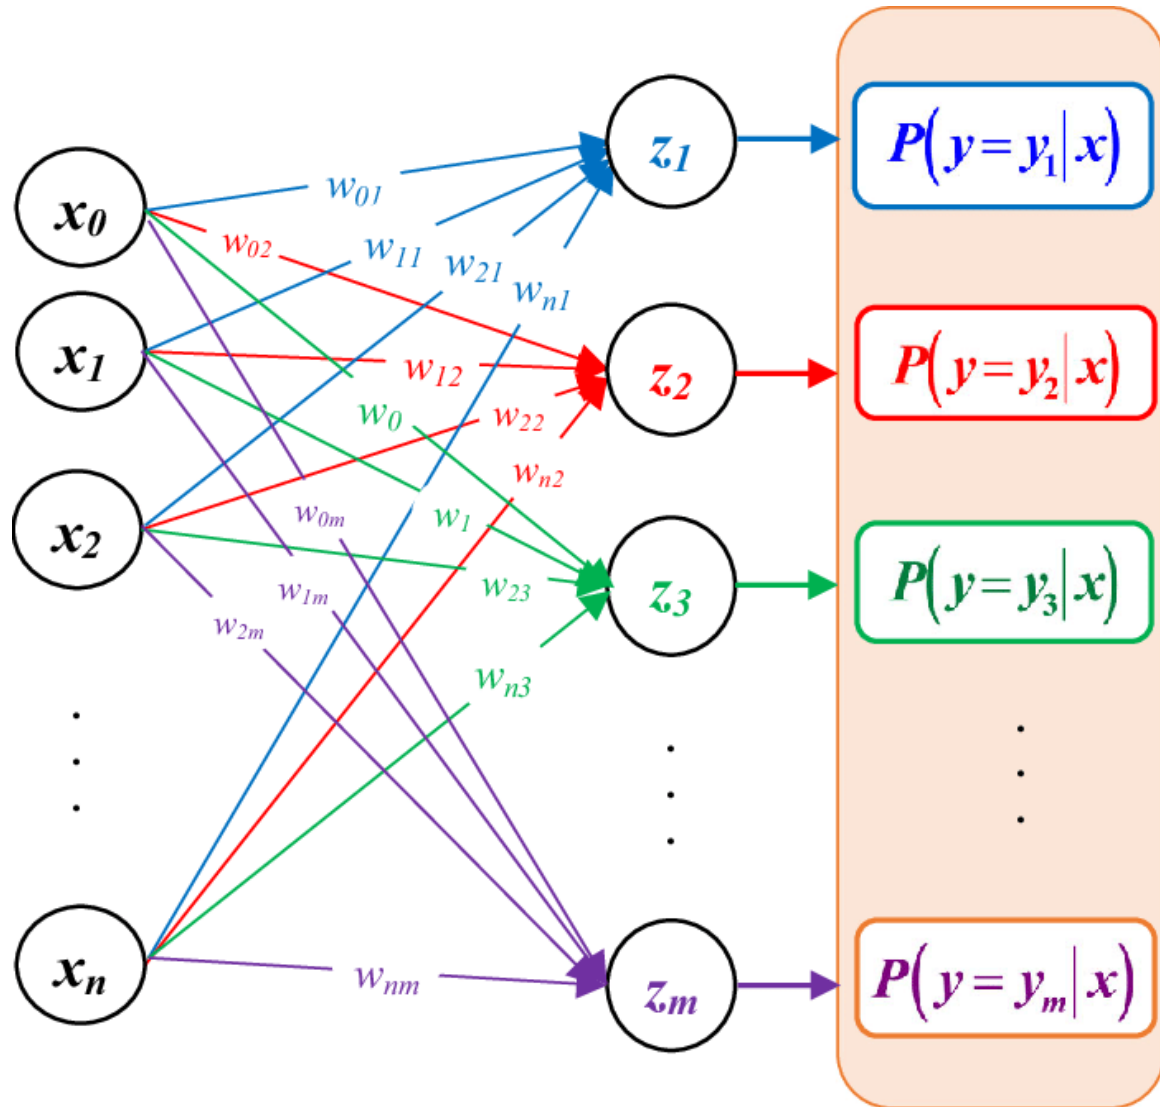 x₀
x₁
x₂
xₙ
w₀₁
w₁₁
w₂₁
wₙ₁
w₀₂
w₁₂
w₂₂
wₙ₂
w₀
w₁
w₂₃
wₙ₃
w₀ₘ
w₁ₘ
w₂ₘ
wₙₘ
z₁
z₂
z₃
zₘ
P(y = y₁| x)
P(y = y₂| x)
P(y = y₃| x)
P(y = yₘ| x)